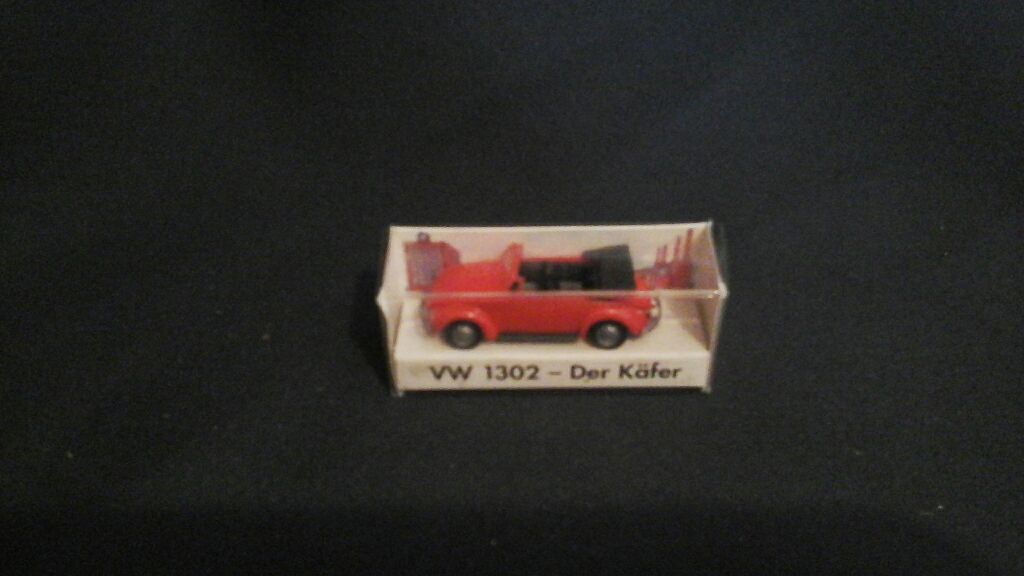 VW 1302 – Der Käfer